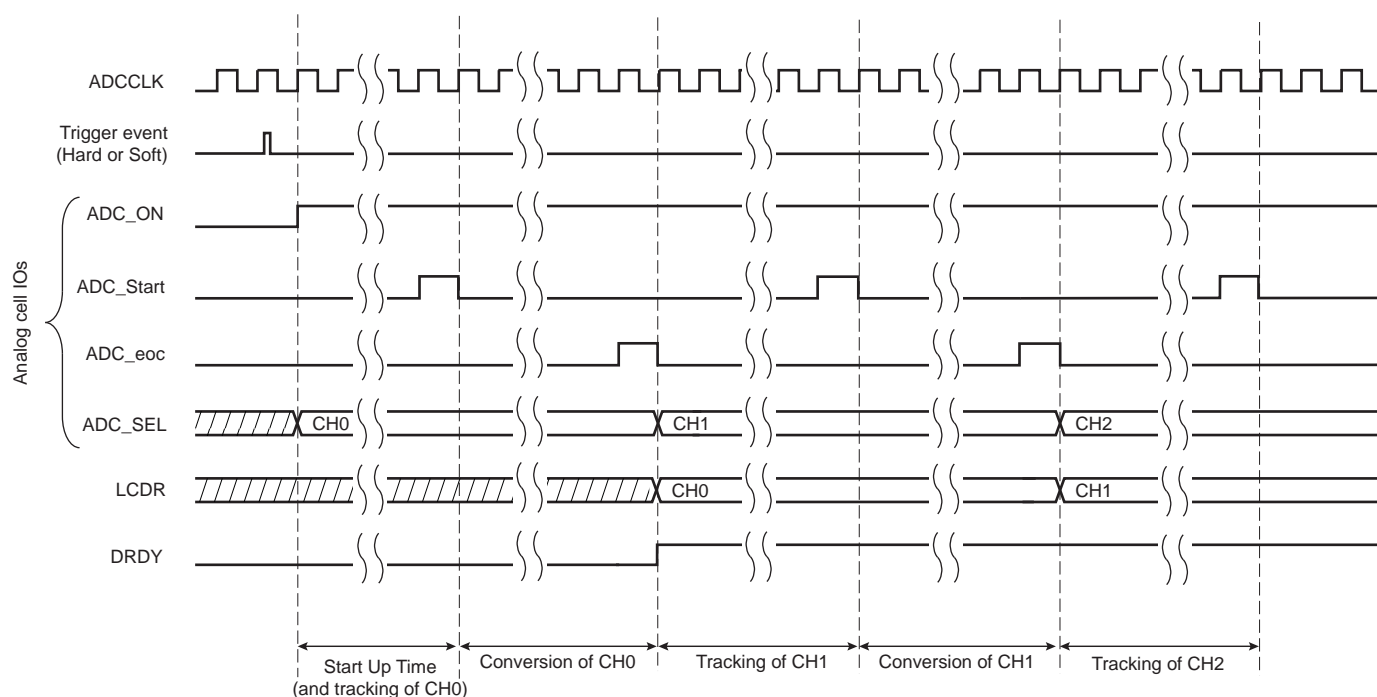 ADCCLK
Trigger event
(Hard or Soft)
Analog cell IOs
ADC_ON
ADC_Start
ADC_eoc
ADC_SEL
CH0
CH1
CH2
LCDR
CH0
CH1
DRDY
Start Up Time
(and tracking of CH0)
Conversion of CH0
Tracking of CH1
Conversion of CH1
Tracking of CH2